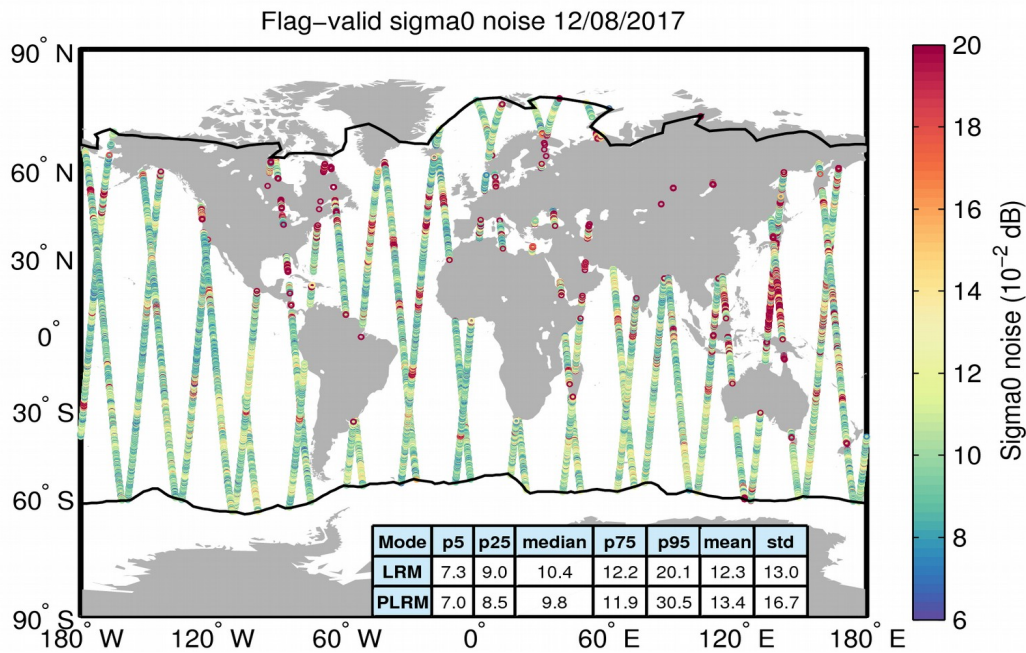 Flag−valid sigma0 noise 12/08/2017
90° N
60° N
30° N
0°
30° S
60° S
90° S
180° W
120° W
60° W
0°
60° E
120° E
180° E
Mode p5 p25 median p75 p95 mean std
LRM 7.3 9.0 10.4 12.2 20.1 12.3 13.0
PLRM 7.0 8.5 9.8 11.9 30.5 13.4 16.7
20
18
16
14
12
10
8
6
Sigma0 noise (10⁻² dB)